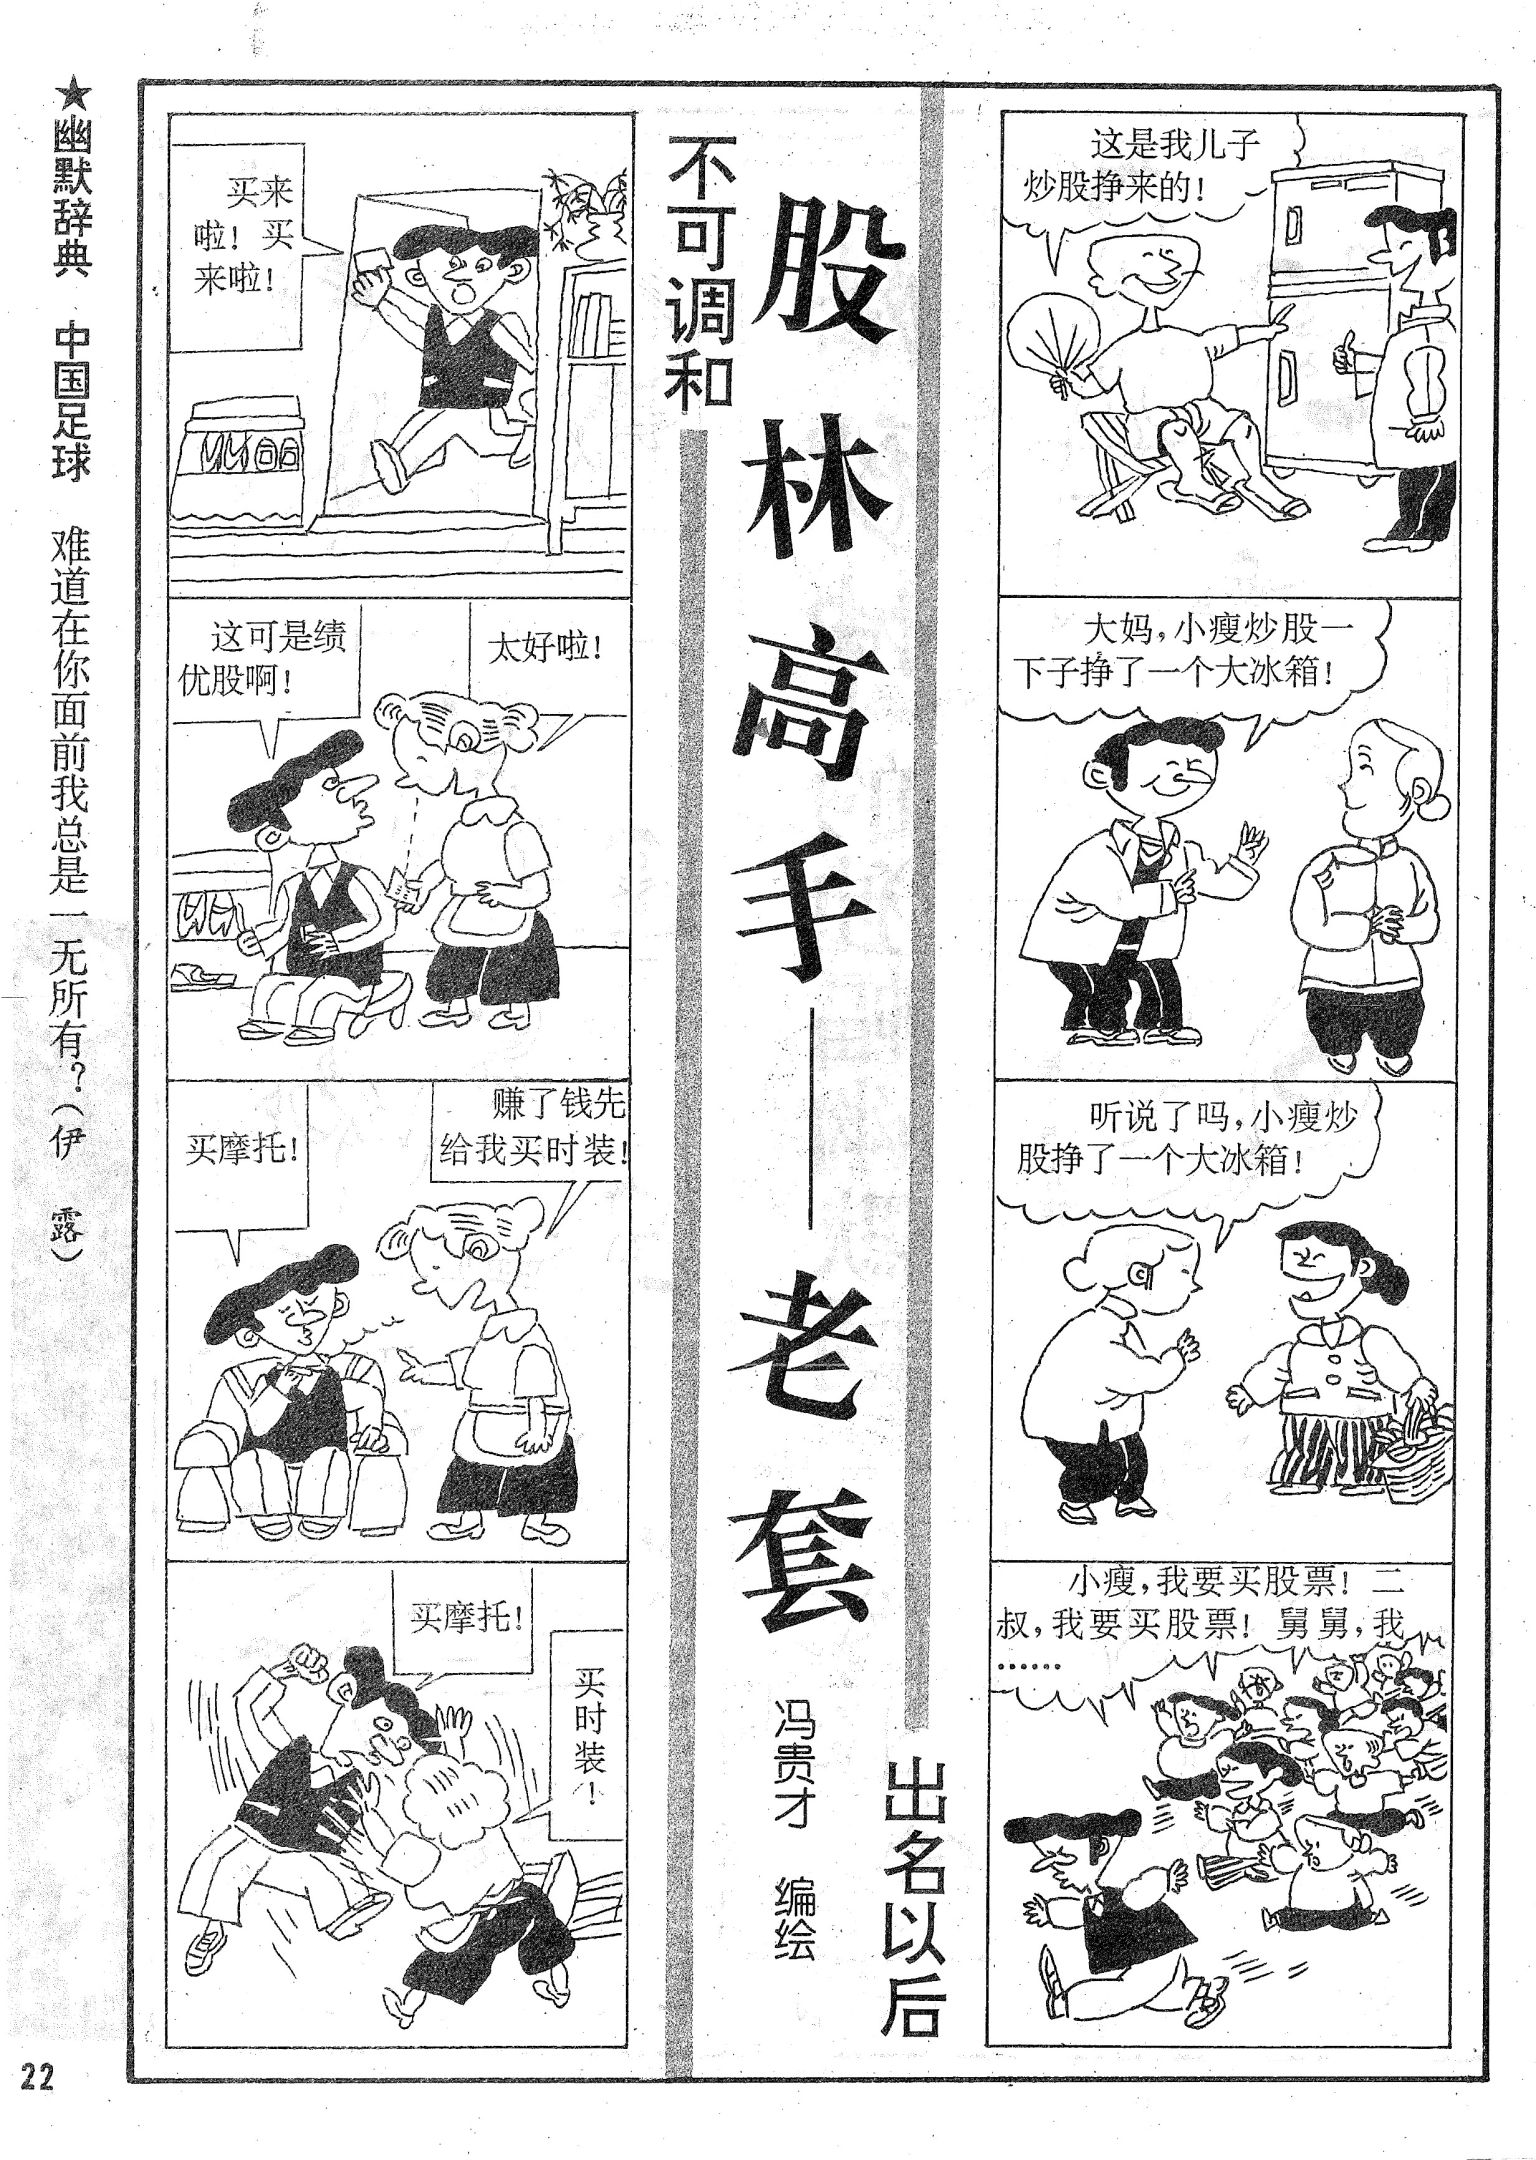 ★幽默辞典 中国足球 难道在你面前我总是一无所有？（伊 露）
22
股林高手——老套
冯贵才 编绘
不可调和
买来
啦！买
来啦！
这可是绩
优股啊！
太好啦！
买摩托！
赚了钱先
给我买时装！
买摩托！
买时装！
出名以后
这是我儿子
炒股挣来的！
大妈，小瘦炒股一
下子挣了一个大冰箱！
听说了吗，小瘦炒
股挣了一个大冰箱！
小瘦，我要买股票！二
叔，我要买股票！舅舅，我
……